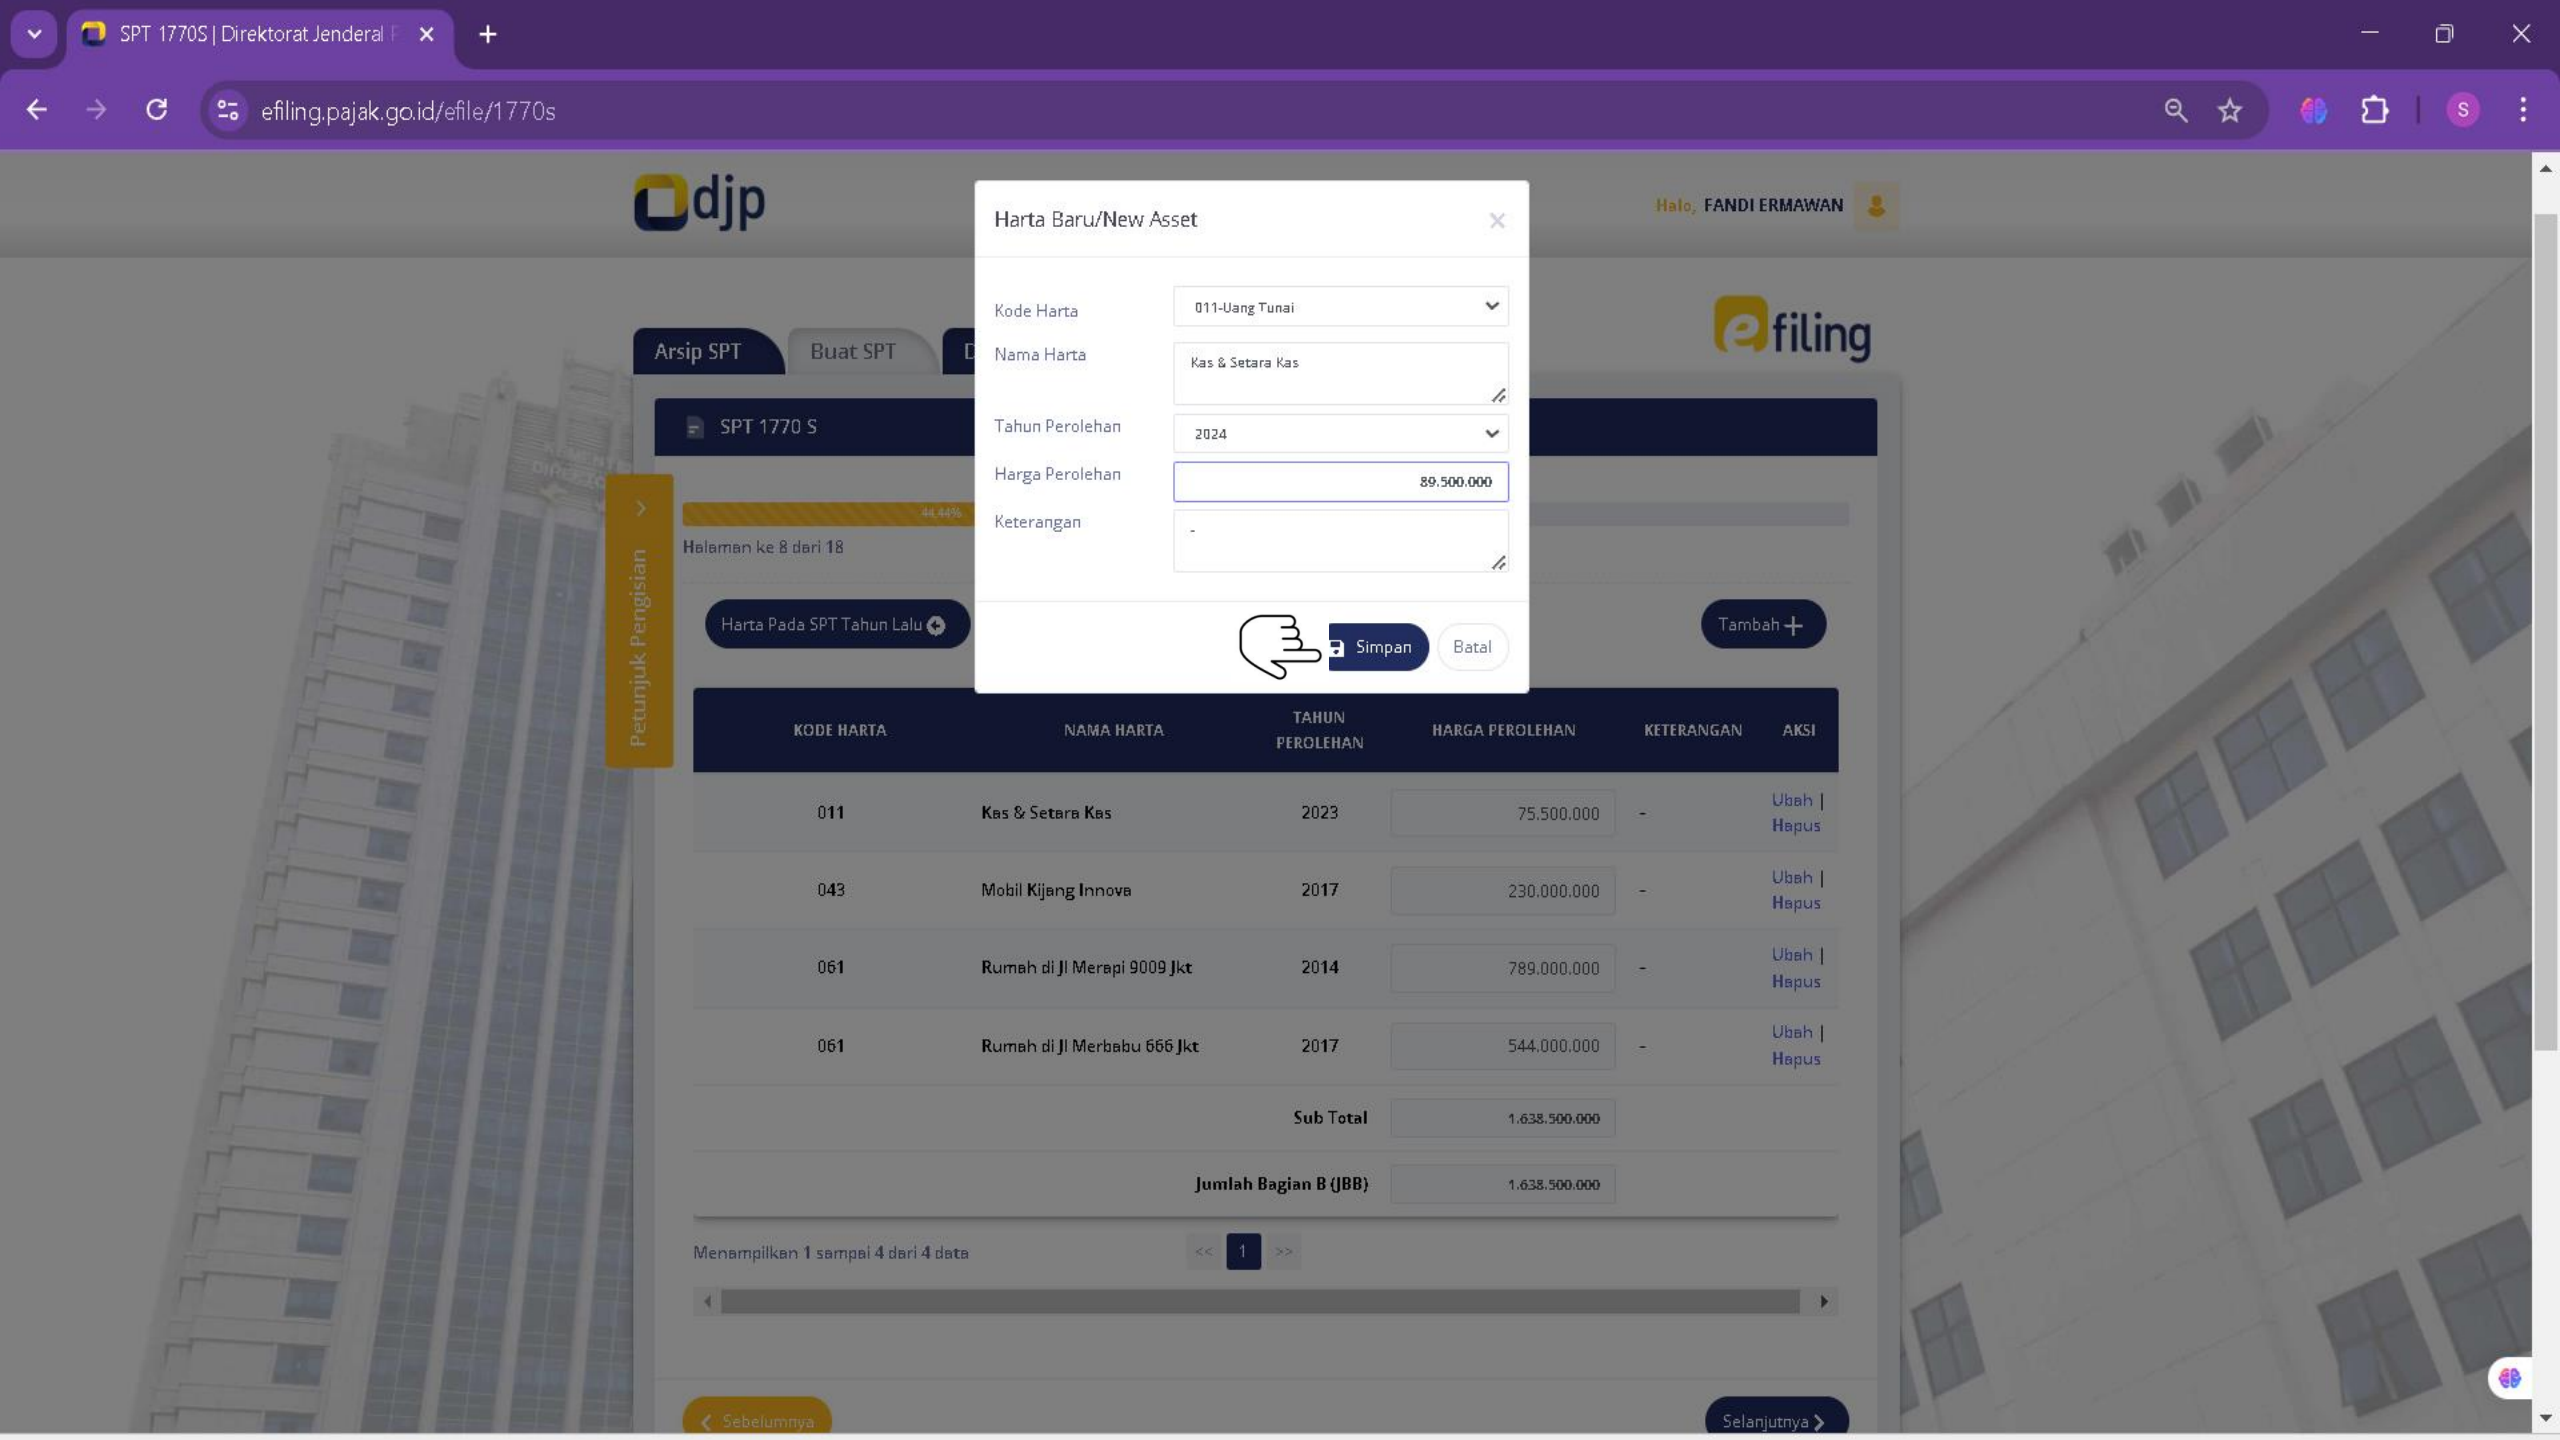 SPT 1770S | Direktorat Jenderal P
efiling.pajak.go.id/efile/1770s
S
djp
Halo, FANDI ERMAWAN
efiling
Arsip SPT
Buat SPT
D
SPT 1770 S
Petunjuk Pengisian
44,44%
Halaman ke 8 dari 18
Harta Pada SPT Tahun Lalu
Tambah
Harta Baru/New Asset
Kode Harta
011-Uang Tunai
Nama Harta
Kas & Setara Kas
Tahun Perolehan
2024
Harga Perolehan
89.500.000
Keterangan
-
Simpan
Batal
KODE HARTA NAMA HARTA TAHUN PEROLEHAN HARGA PEROLEHAN KETERANGAN AKSI
011 Kas & Setara Kas 2023 75.500.000 - Ubah | Hapus
043 Mobil Kijang Innova 2017 230.000.000 - Ubah | Hapus
061 Rumah di Jl Merapi 9009 Jkt 2014 789.000.000 - Ubah | Hapus
061 Rumah di Jl Merbabu 666 Jkt 2017 544.000.000 - Ubah | Hapus
Sub Total 1.638.500.000
Jumlah Bagian B (JBB) 1.638.500.000
Menampilkan 1 sampai 4 dari 4 data
<< 1 >>
Sebelumnya
Selanjutnya